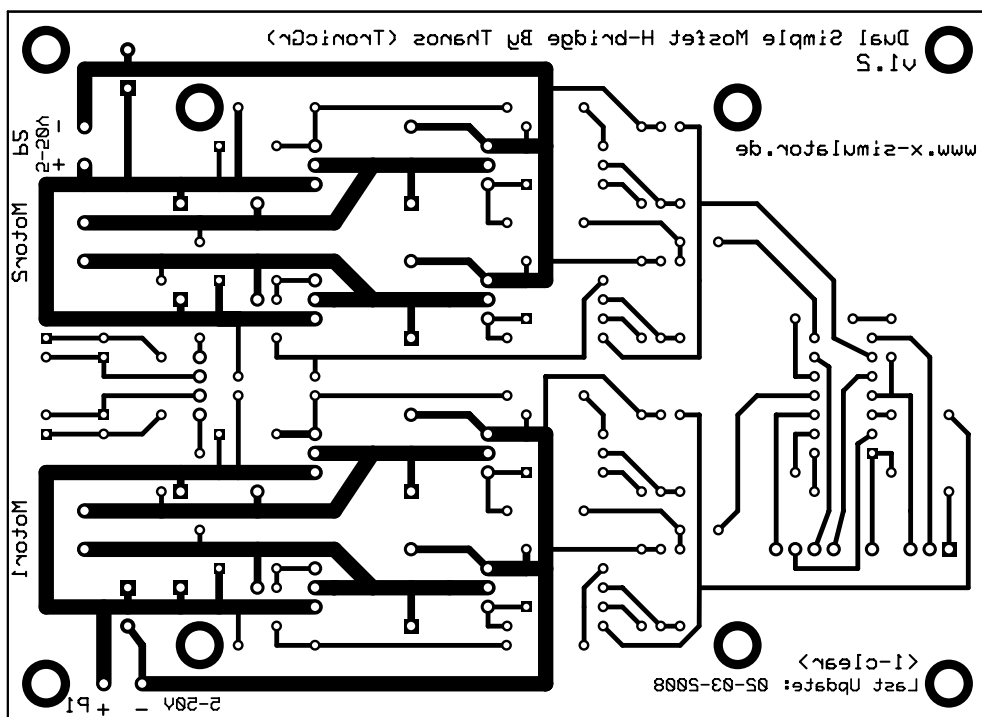 Dual Simple Mosfet H-bridge By Thanos (TronicGr)
v1.2
www.x-simulator.de
P2
5-50V
-
+
Motor2
Motor1
(1-clear)
Last Update: 02-03-2008
P1 + - 5-50V